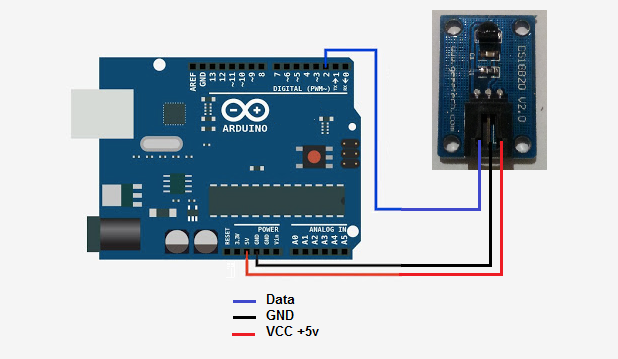 AREF
GND
13
12
~11
~10
~9
8
7
~6
~5
4
~3
2
TX→1
RX←0
DIGITAL (PWM~)
ARDUINO
POWER
ANALOG IN
RESET
3.3V
5V
GND
GND
Vin
A0
A1
A2
A3
A4
A5
DS18B20 V2.0
Data
GND
VCC +5v